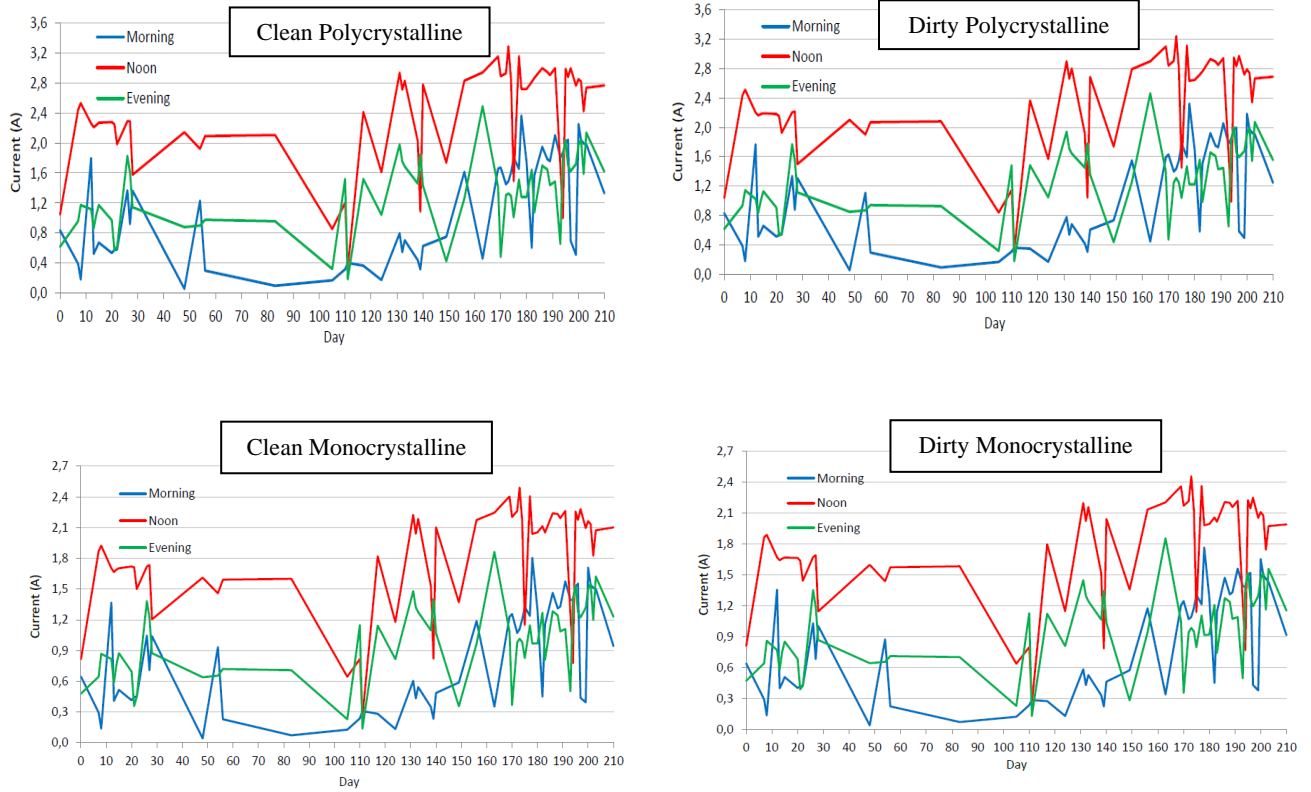 Clean Polycrystalline
3,6
3,2
2,8
2,4
2,0
1,6
1,2
0,8
0,4
0,0
Current (A)
Morning
Noon
Evening
0 10 20 30 40 50 60 70 80 90 100 110 120 130 140 150 160 170 180 190 200 210
Day
Dirty Polycrystalline
3,6
3,2
2,8
2,4
2,0
1,6
1,2
0,8
0,4
0,0
Current (A)
Morning
Noon
Evening
0 10 20 30 40 50 60 70 80 90 100 110 120 130 140 150 160 170 180 190 200 210
Day
Clean Monocrystalline
2,7
2,4
2,1
1,8
1,5
1,2
0,9
0,6
0,3
0,0
Current (A)
Morning
Noon
Evening
0 10 20 30 40 50 60 70 80 90 100 110 120 130 140 150 160 170 180 190 200 210
Day
Dirty Monocrystalline
2,7
2,4
2,1
1,8
1,5
1,2
0,9
0,6
0,3
0,0
Current (A)
Morning
Noon
Evening
0 10 20 30 40 50 60 70 80 90 100 110 120 130 140 150 160 170 180 190 200 210
Day